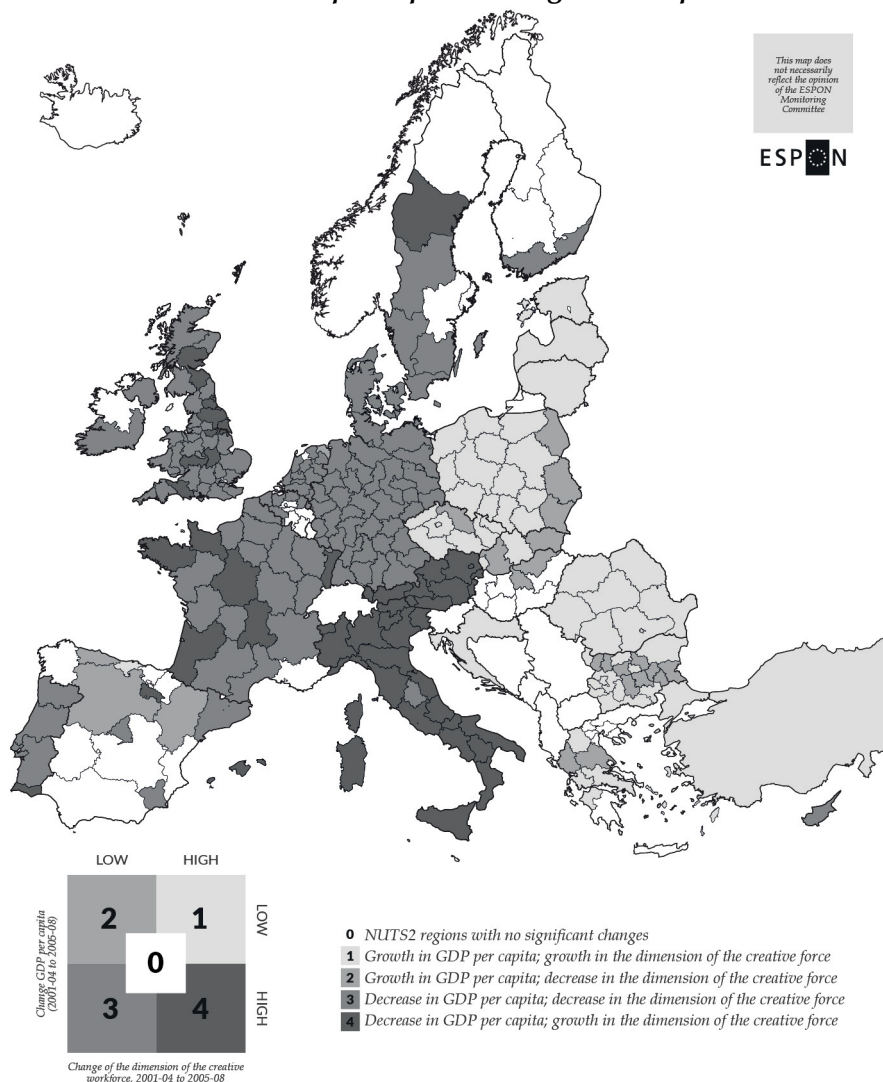 This map does
not necessarily
reflect the opinion
of the ESPON
Monitoring
Committee
ESPON
LOW HIGH
2 1
0
3 4
LOW
HIGH
Change GDP per capita
(2001-04 to 2005-08)
Change of the dimension of the creative
workforce, 2001-04 to 2005-08
0 NUTS2 regions with no significant changes
1 Growth in GDP per capita; growth in the dimension of the creative force
2 Growth in GDP per capita; decrease in the dimension of the creative force
3 Decrease in GDP per capita; decrease in the dimension of the creative force
4 Decrease in GDP per capita; growth in the dimension of the creative force